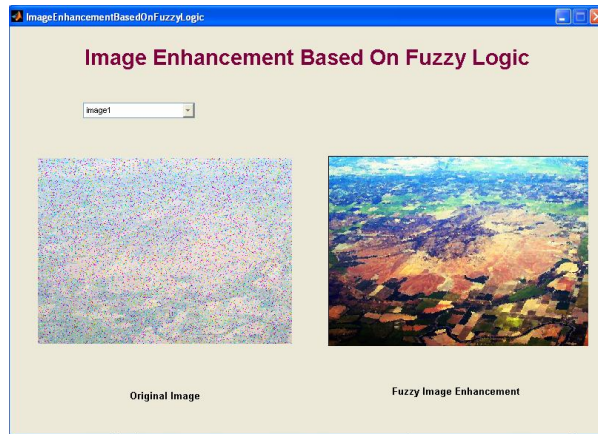 ImageEnhancementBasedOnFuzzyLogic
Image Enhancement Based On Fuzzy Logic
image1
Original Image
Fuzzy Image Enhancement